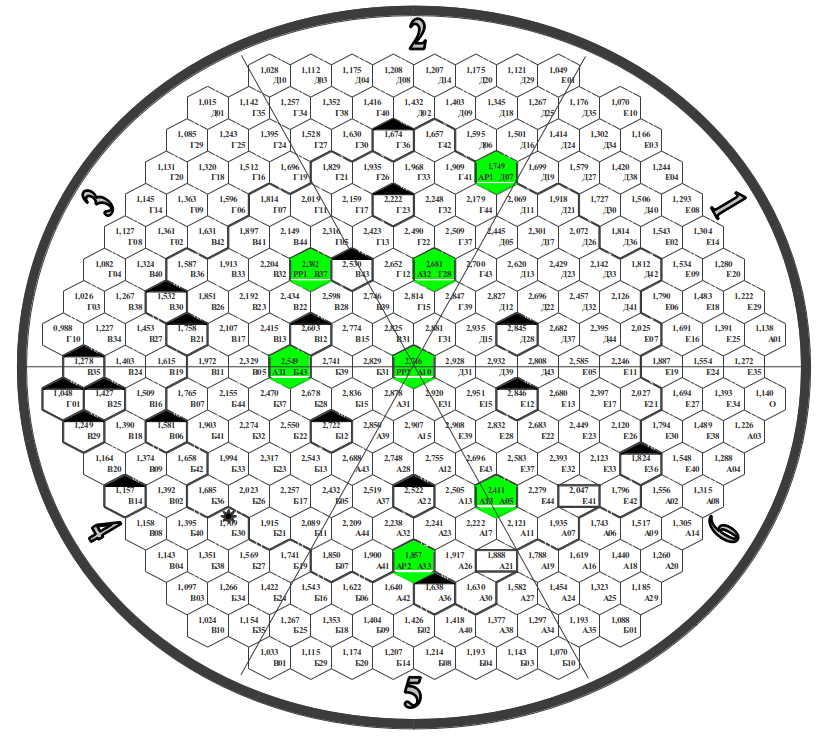 2
1,028 1,112 1,175 1,208 1,207 1,175 1,121 1,049
Д10 Д03 Д04 Д08 Д14 Д20 Д29 Е01
1,015 1,142 1,257 1,352 1,416 1,432 1,403 1,345 1,267 1,176 1,070
Д01 Г35 Г34 Г38 Г40 Д02 Д09 Д18 Д25 Д35 Е10
1,085 1,243 1,395 1,527 1,630 1,674 1,657 1,595 1,501 1,414 1,302 1,166
Г29 Г25 Г24 Г27 Г30 Г36 Г42 Д06 Д16 Д24 Д34 Е03
1,131 1,320 1,512 1,696 1,829 1,935 1,968 1,909 1,749 1,699 1,579 1,420 1,244
Г20 Г18 Г16 Г19 Г21 Г26 Г33 Г41 АР1 Д07 Д19 Д27 Д38 Е04
3
1
1,145 1,363 1,596 1,814 2,019 2,159 2,222 2,248 2,179 2,069 1,918 1,727 1,506 1,293
Г14 Г09 Г06 Г07 Г11 Г17 Г23 Г32 Г44 Д11 Д21 Д30 Д40 Е08
1,127 1,361 1,631 1,897 2,149 2,316 2,423 2,490 2,509 2,445 2,301 2,072 1,814 1,543 1,304
Г08 Г02 В42 В41 В44 Г05 Г13 Г22 Г37 Д05 Д17 Д26 Д36 Е02 Е14
1,082 1,324 1,587 1,913 2,204 2,382 2,530 2,652 2,681 2,700 2,620 2,429 2,142 1,812 1,534 1,280
Г04 В40 В36 В33 В32 РР1 В37 В43 Г12 А32 Г28 Г43 Д13 Д23 Д33 Д42 Е09 Е20
1,026 1,267 1,532 1,851 2,192 2,434 2,598 2,746 2,814 2,847 2,827 2,696 2,457 2,126 1,790 1,483 1,222
Г03 В38 В30 В26 В23 В22 В28 В39 Г15 Г39 Д12 Д22 Д32 Д41 Е06 Е18 Е29
0,988 1,227 1,453 1,758 2,107 2,415 2,603 2,774 2,825 2,881 2,935 2,845 2,682 2,395 2,025 1,691 1,391 1,138
Г10 В34 В27 В21 В17 В13 В12 В15 В31 Г31 Д15 Д28 Д37 Д44 Е07 Е16 Е25 А01
1,278 1,403 1,615 1,972 2,329 2,549 2,741 2,829 2,746 2,928 2,932 2,808 2,585 2,246 1,887 1,554 1,272
В35 В24 В19 В11 В05 А31 Б43 Б39 Б31 РР2 А10 Д31 Д39 Д43 Е05 Е11 Е19 Е24 Е35
1,048 1,427 1,509 1,765 2,155 2,470 2,678 2,836 2,878 2,920 2,951 2,846 2,680 2,397 2,027 1,694 1,393 1,140
Г01 В25 В16 В07 Б44 Б37 Б28 Б15 А31 Е31 Е15 Е12 Е13 Е17 Е21 Е27 Е34 О
1,249 1,390 1,581 1,903 2,274 2,550 2,722 2,850 2,907 2,908 2,832 2,683 2,449 2,120 1,794 1,489 1,226
В29 В18 В06 Б41 Б32 Б22 Б12 А39 А15 Е39 Е28 Е22 Е23 Е26 Е30 Е38 А03
1,164 1,374 1,658 1,994 2,317 2,543 2,688 2,748 2,755 2,696 2,583 2,393 2,132 1,824 1,548 1,288
В20 В09 Б42 Б33 Б23 Б13 А43 А28 А12 Е43 Е37 Е32 Е33 Е36 Е40 А04
1,157 1,392 1,685 2,023 2,257 2,432 2,519 2,522 2,505 2,411 2,279 2,047 1,796 1,556 1,315
В14 В02 Б36 Б26 Б17 Б05 А37 А22 А13 А33 А05 Е44 Е41 Е42 А02 А08
4
6
1,158 1,395 1,709 1,915 2,089 2,209 2,238 2,241 2,222 2,121 1,935 1,743 1,517 1,305
В08 Б40 Б30 Б21 Б11 А44 А32 А23 А17 А11 А07 А06 А09 А14
1,143 1,351 1,569 1,741 1,850 1,900 1,857 1,917 1,888 1,788 1,619 1,440 1,260
В04 Б38 Б27 Б19 Б07 А41 АР2 А33 А26 А21 А19 А16 А18 А20
1,097 1,266 1,422 1,543 1,622 1,640 1,638 1,630 1,582 1,454 1,323 1,185
В03 Б34 Б24 Б16 Б06 А42 А36 А30 А27 А24 А25 А29
1,024 1,154 1,267 1,353 1,404 1,426 1,418 1,377 1,297 1,193 1,088
В10 Б35 Б25 Б18 Б09 Б02 А40 А38 А34 А35 Б01
1,033 1,115 1,174 1,207 1,214 1,193 1,143 1,070
В01 Б29 Б20 Б14 Б08 Б04 Б03 Б10
5